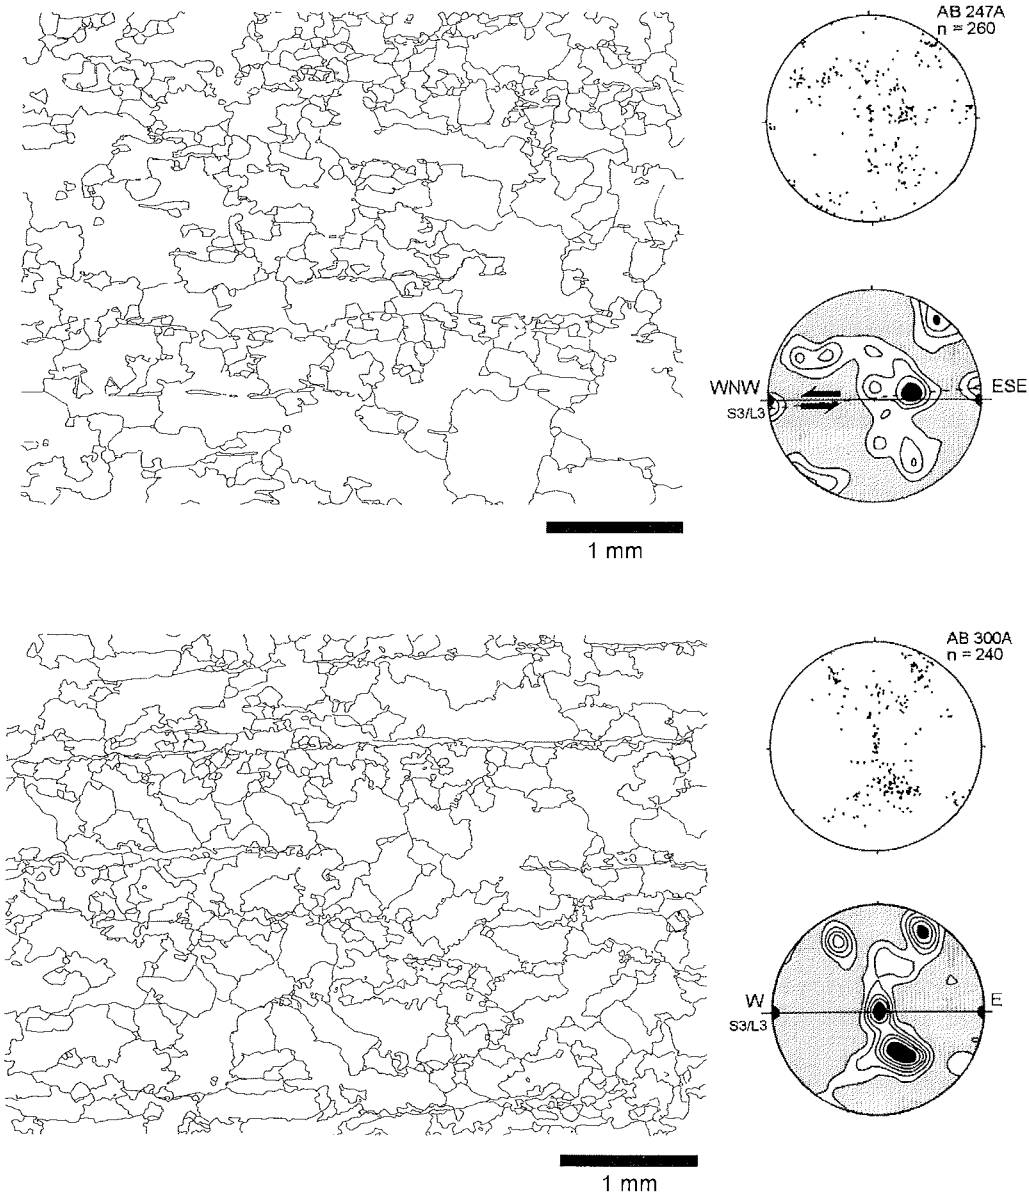 AB 247A
n = 260
WNW
ESE
S3/L3
1 mm
AB 300A
n = 240
W
E
S3/L3
1 mm